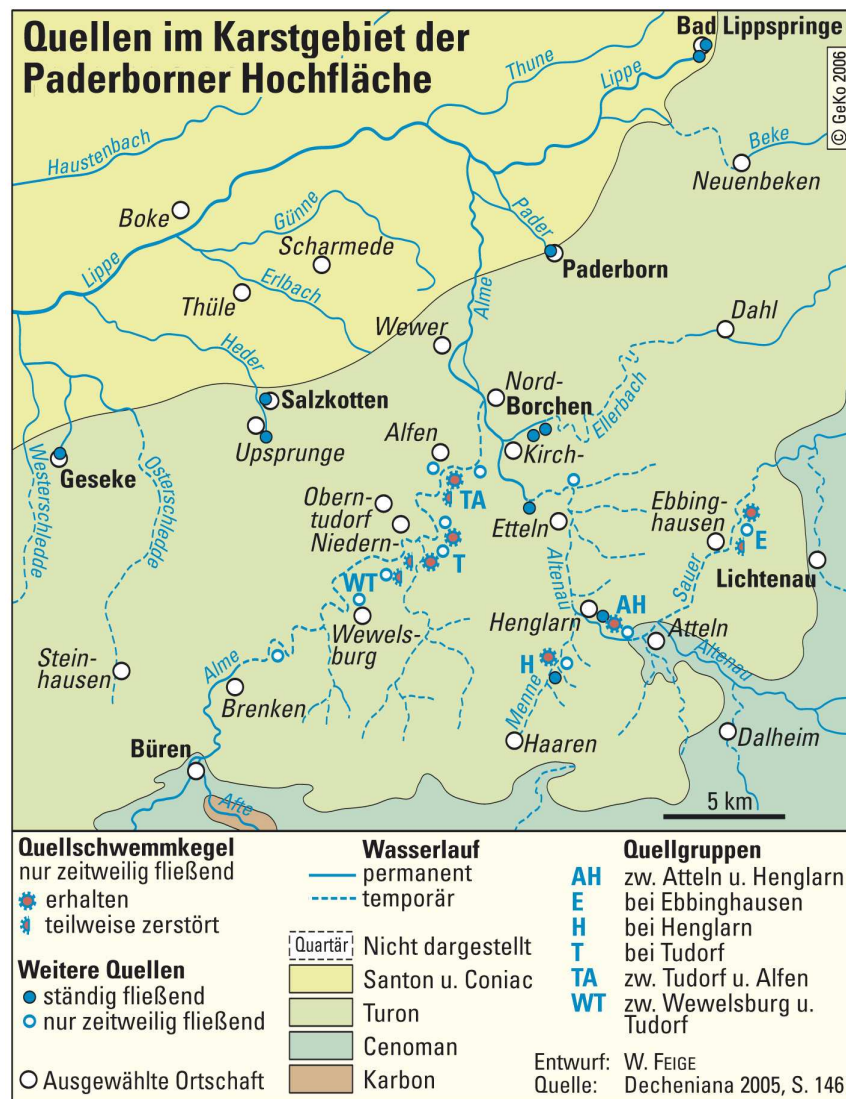 Quellen im Karstgebiet der
Paderborner Hochfläche
Bad Lippspringe
© GeKo 2006
Thune
Lippe
Haustenbach
Beke
Neuenbeken
Boke
Günne
Pader
Scharmede
Lippe
Erlbach
Paderborn
Thüle
Alme
Dahl
Wewer
Heder
Nord-
Borchen
Kirch-
Ellerbach
Salzkotten
Alfen
Upsprunge
Geseke
Westerschledde
Osterschledde
TA
Obern-
tudorf
Niedern-
Etteln
Ebbing-
hausen
E
T
WT
Lichtenau
Sauer
Altenau
Henglarn
AH
Wewels-
burg
Atteln
Altenau
Stein-
hausen
Alme
H
Brenken
Menne
Haaren
Dalheim
Büren
Afte
5 km
Quellschwemmkegel
nur zeitweilig fließend
erhalten
teilweise zerstört
Weitere Quellen
ständig fließend
nur zeitweilig fließend
Ausgewählte Ortschaft
Wasserlauf
permanent
temporär
Quartär Nicht dargestellt
Santon u. Coniac
Turon
Cenoman
Karbon
Quellgruppen
AH zw. Atteln u. Henglarn
E bei Ebbinghausen
H bei Henglarn
T bei Tudorf
TA zw. Tudorf u. Alfen
WT zw. Wewelsburg u.
Tudorf
Entwurf: W. FEIGE
Quelle: Decheniana 2005, S. 146